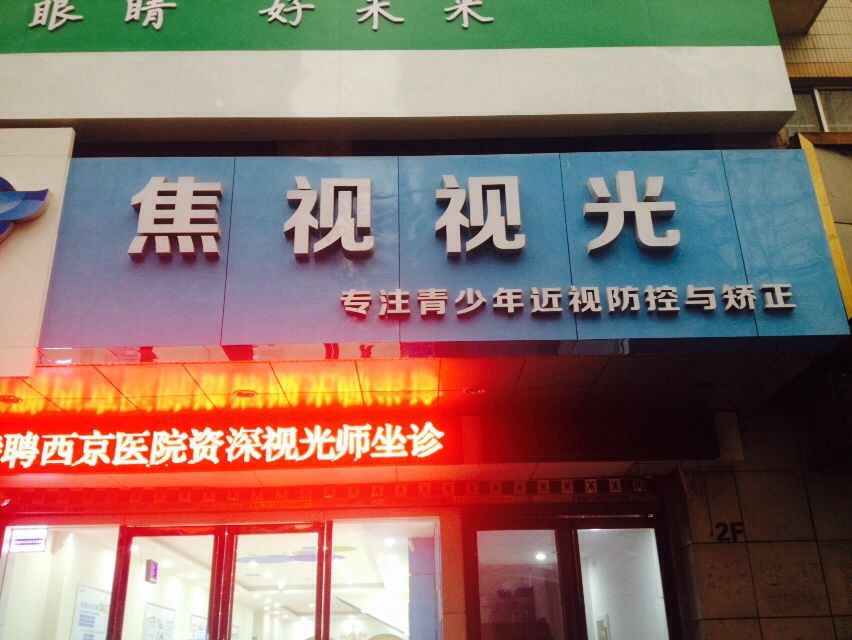 眼睛 好未来
焦视视光
专注青少年近视防控与矫正
聘西京医院资深视光师坐诊
2F